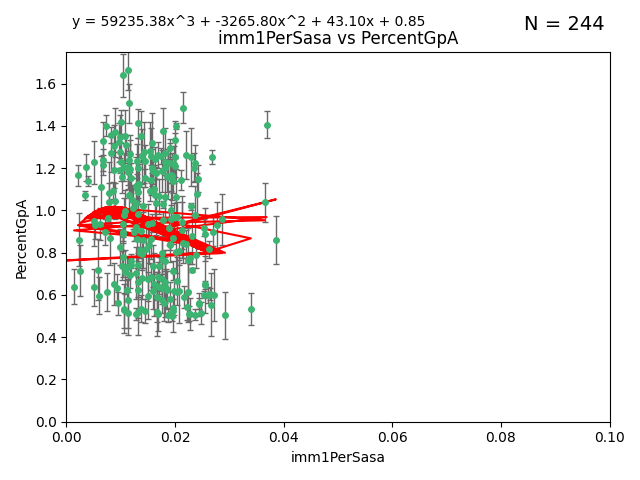 y = 59235.38x^3 + -3265.80x^2 + 43.10x + 0.85
N = 244
imm1PerSasa vs PercentGpA
1.6
1.4
1.2
1.0
0.8
0.6
0.4
0.2
0.0
PercentGpA
0.00 0.02 0.04 0.06 0.08 0.10
imm1PerSasa